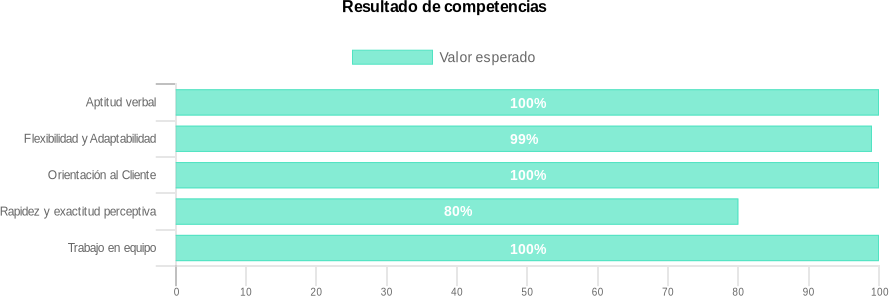 Resultado de competencias
Valor esperado
Aptitud verbal 100%
Flexibilidad y Adaptabilidad 99%
Orientación al Cliente 100%
Rapidez y exactitud perceptiva 80%
Trabajo en equipo 100%
0 10 20 30 40 50 60 70 80 90 100